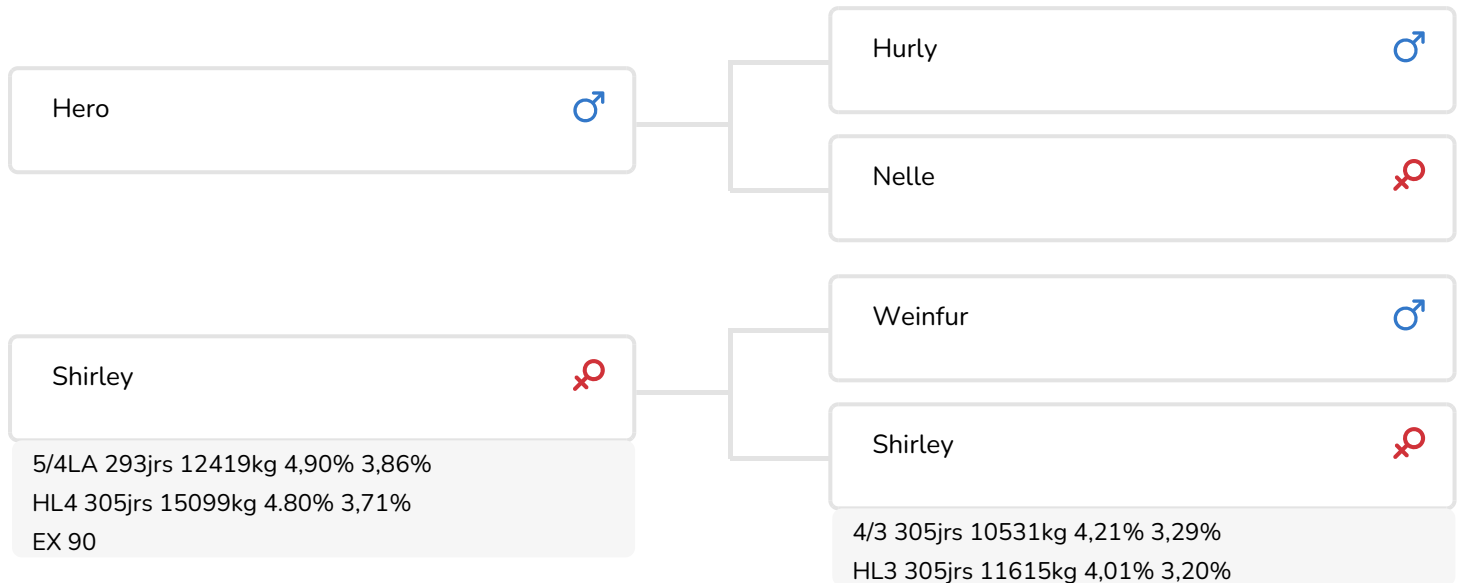 Hero
Hurly
Nelle
Shirley
5/4LA 293jrs 12419kg 4,90% 3,86%
HL4 305jrs 15099kg 4.80% 3,71%
EX 90
Weinfur
Shirley
4/3 305jrs 10531kg 4,21% 3,29%
HL3 305jrs 11615kg 4,01% 3,20%